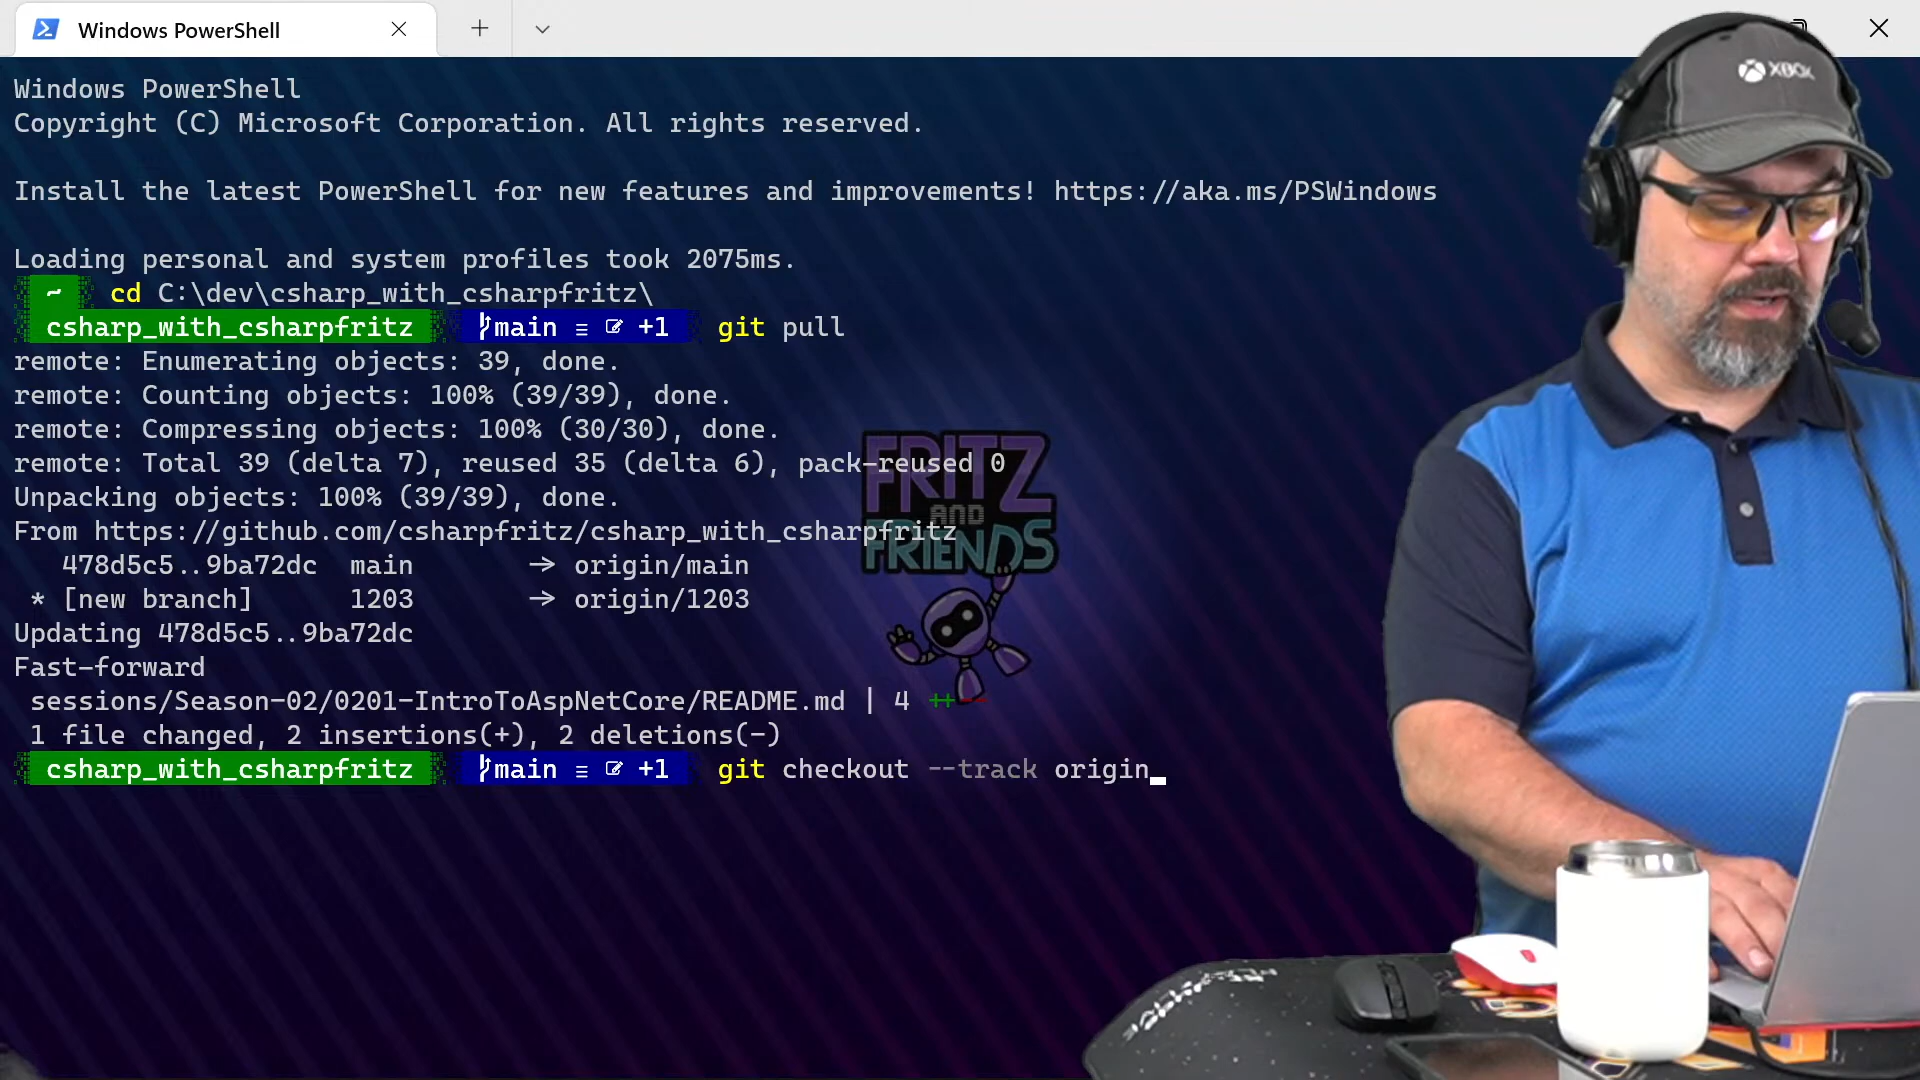 Windows PowerShell
XBOX
Windows PowerShell
Copyright (C) Microsoft Corporation. All rights reserved.
Install the latest PowerShell for new features and improvements! https://aka.ms/PSWindows
Loading personal and system profiles took 2075ms.
~ cd C:\dev\csharp_with_csharpfritz\
csharp_with_csharpfritz main ≡ +1 git pull
remote: Enumerating objects: 39, done.
remote: Counting objects: 100% (39/39), done.
remote: Compressing objects: 100% (30/30), done.
remote: Total 39 (delta 7), reused 35 (delta 6), pack-reused 0
Unpacking objects: 100% (39/39), done.
From https://github.com/csharpfritz/csharp_with_csharpfritz
478d5c5..9ba72dc main -> origin/main
* [new branch] 1203 -> origin/1203
Updating 478d5c5..9ba72dc
Fast-forward
sessions/Season-02/0201-IntroToAspNetCore/README.md | 4 ++--
1 file changed, 2 insertions(+), 2 deletions(-)
csharp_with_csharpfritz main ≡ +1 git checkout --track origin
FRITZ
AND
FRIENDS